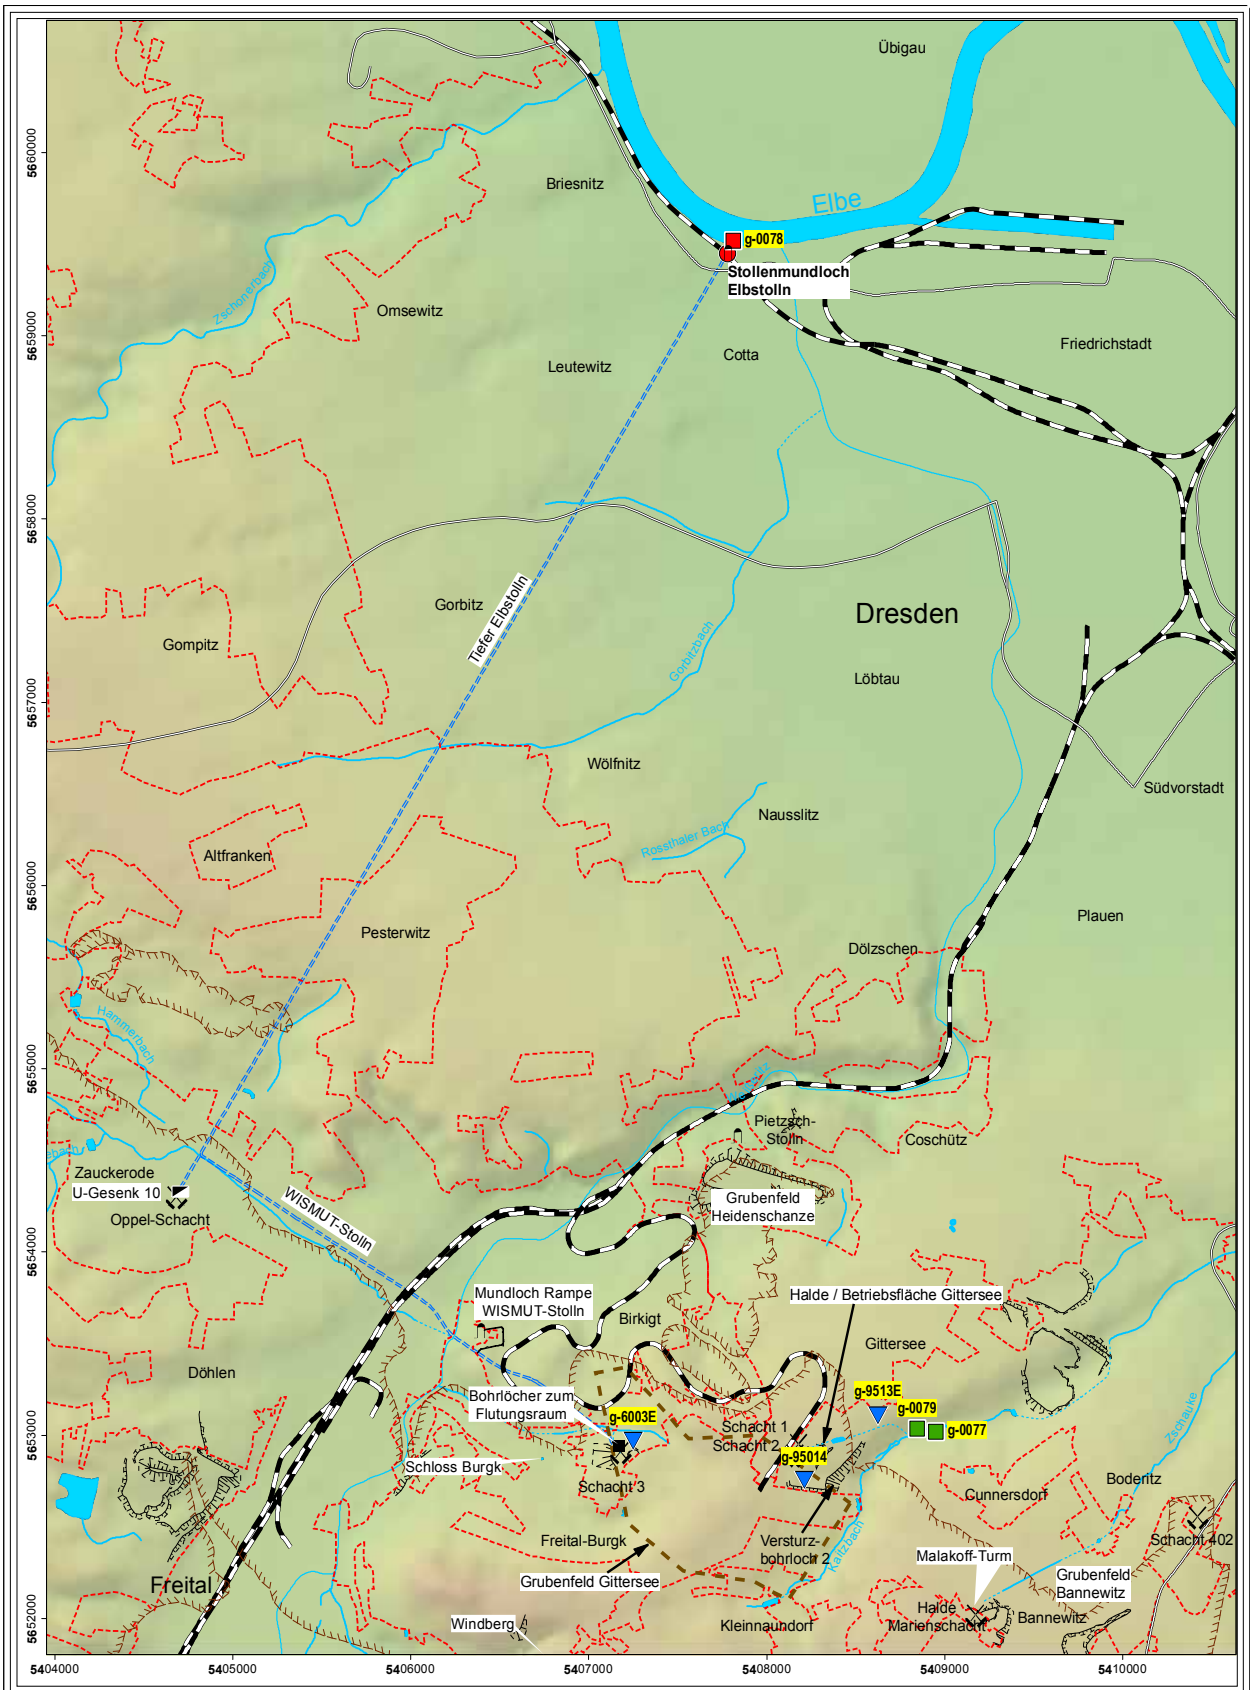 Übigau
5660000
Briesnitz
Elbe
g-0078
Stollenmundloch
Elbstolln
Zschonerbach
Omsewitz
5659000
Leutewitz
Cotta
Friedrichstadt
5658000
Tiefer Elbstolln
Gorbitz
Dresden
Gompitz
Gorbitzbach
Löbtau
5657000
Wölfnitz
Südvorstadt
Nausslitz
Rossthaler Bach
Altfranken
5656000
Plauen
Pesterwitz
Dölzschen
Hammerbach
5655000
Pietzsch-
Stolln
Coschütz
Zauckerode
U-Gesenk 10
Oppel-Schacht
WISMUT-Stolln
Grubenfeld
Heidenschanze
5654000
Mundloch Rampe
WISMUT-Stolln
Halde / Betriebsfläche Gittersee
Birkigt
Gittersee
Döhlen
Bohrlöcher zum
Flutungsraum
g-9513E
g-0079
g-6003E
g-0077
5653000
Schacht 1
Schacht 2
g-95014
Zschauke
Schloss Burgk
Schacht 3
Boderitz
Cunnersdorf
Freital-Burgk
Versturz-
bohrloch 2
Kaitzbach
Schacht 402
Malakoff-Turm
Freital
Grubenfeld Gittersee
Grubenfeld
Bannewitz
5652000
Windberg
Kleinnaundorf
Halde
Marienschacht
Bannewitz
5404000 5405000 5406000 5407000 5408000 5409000 5410000